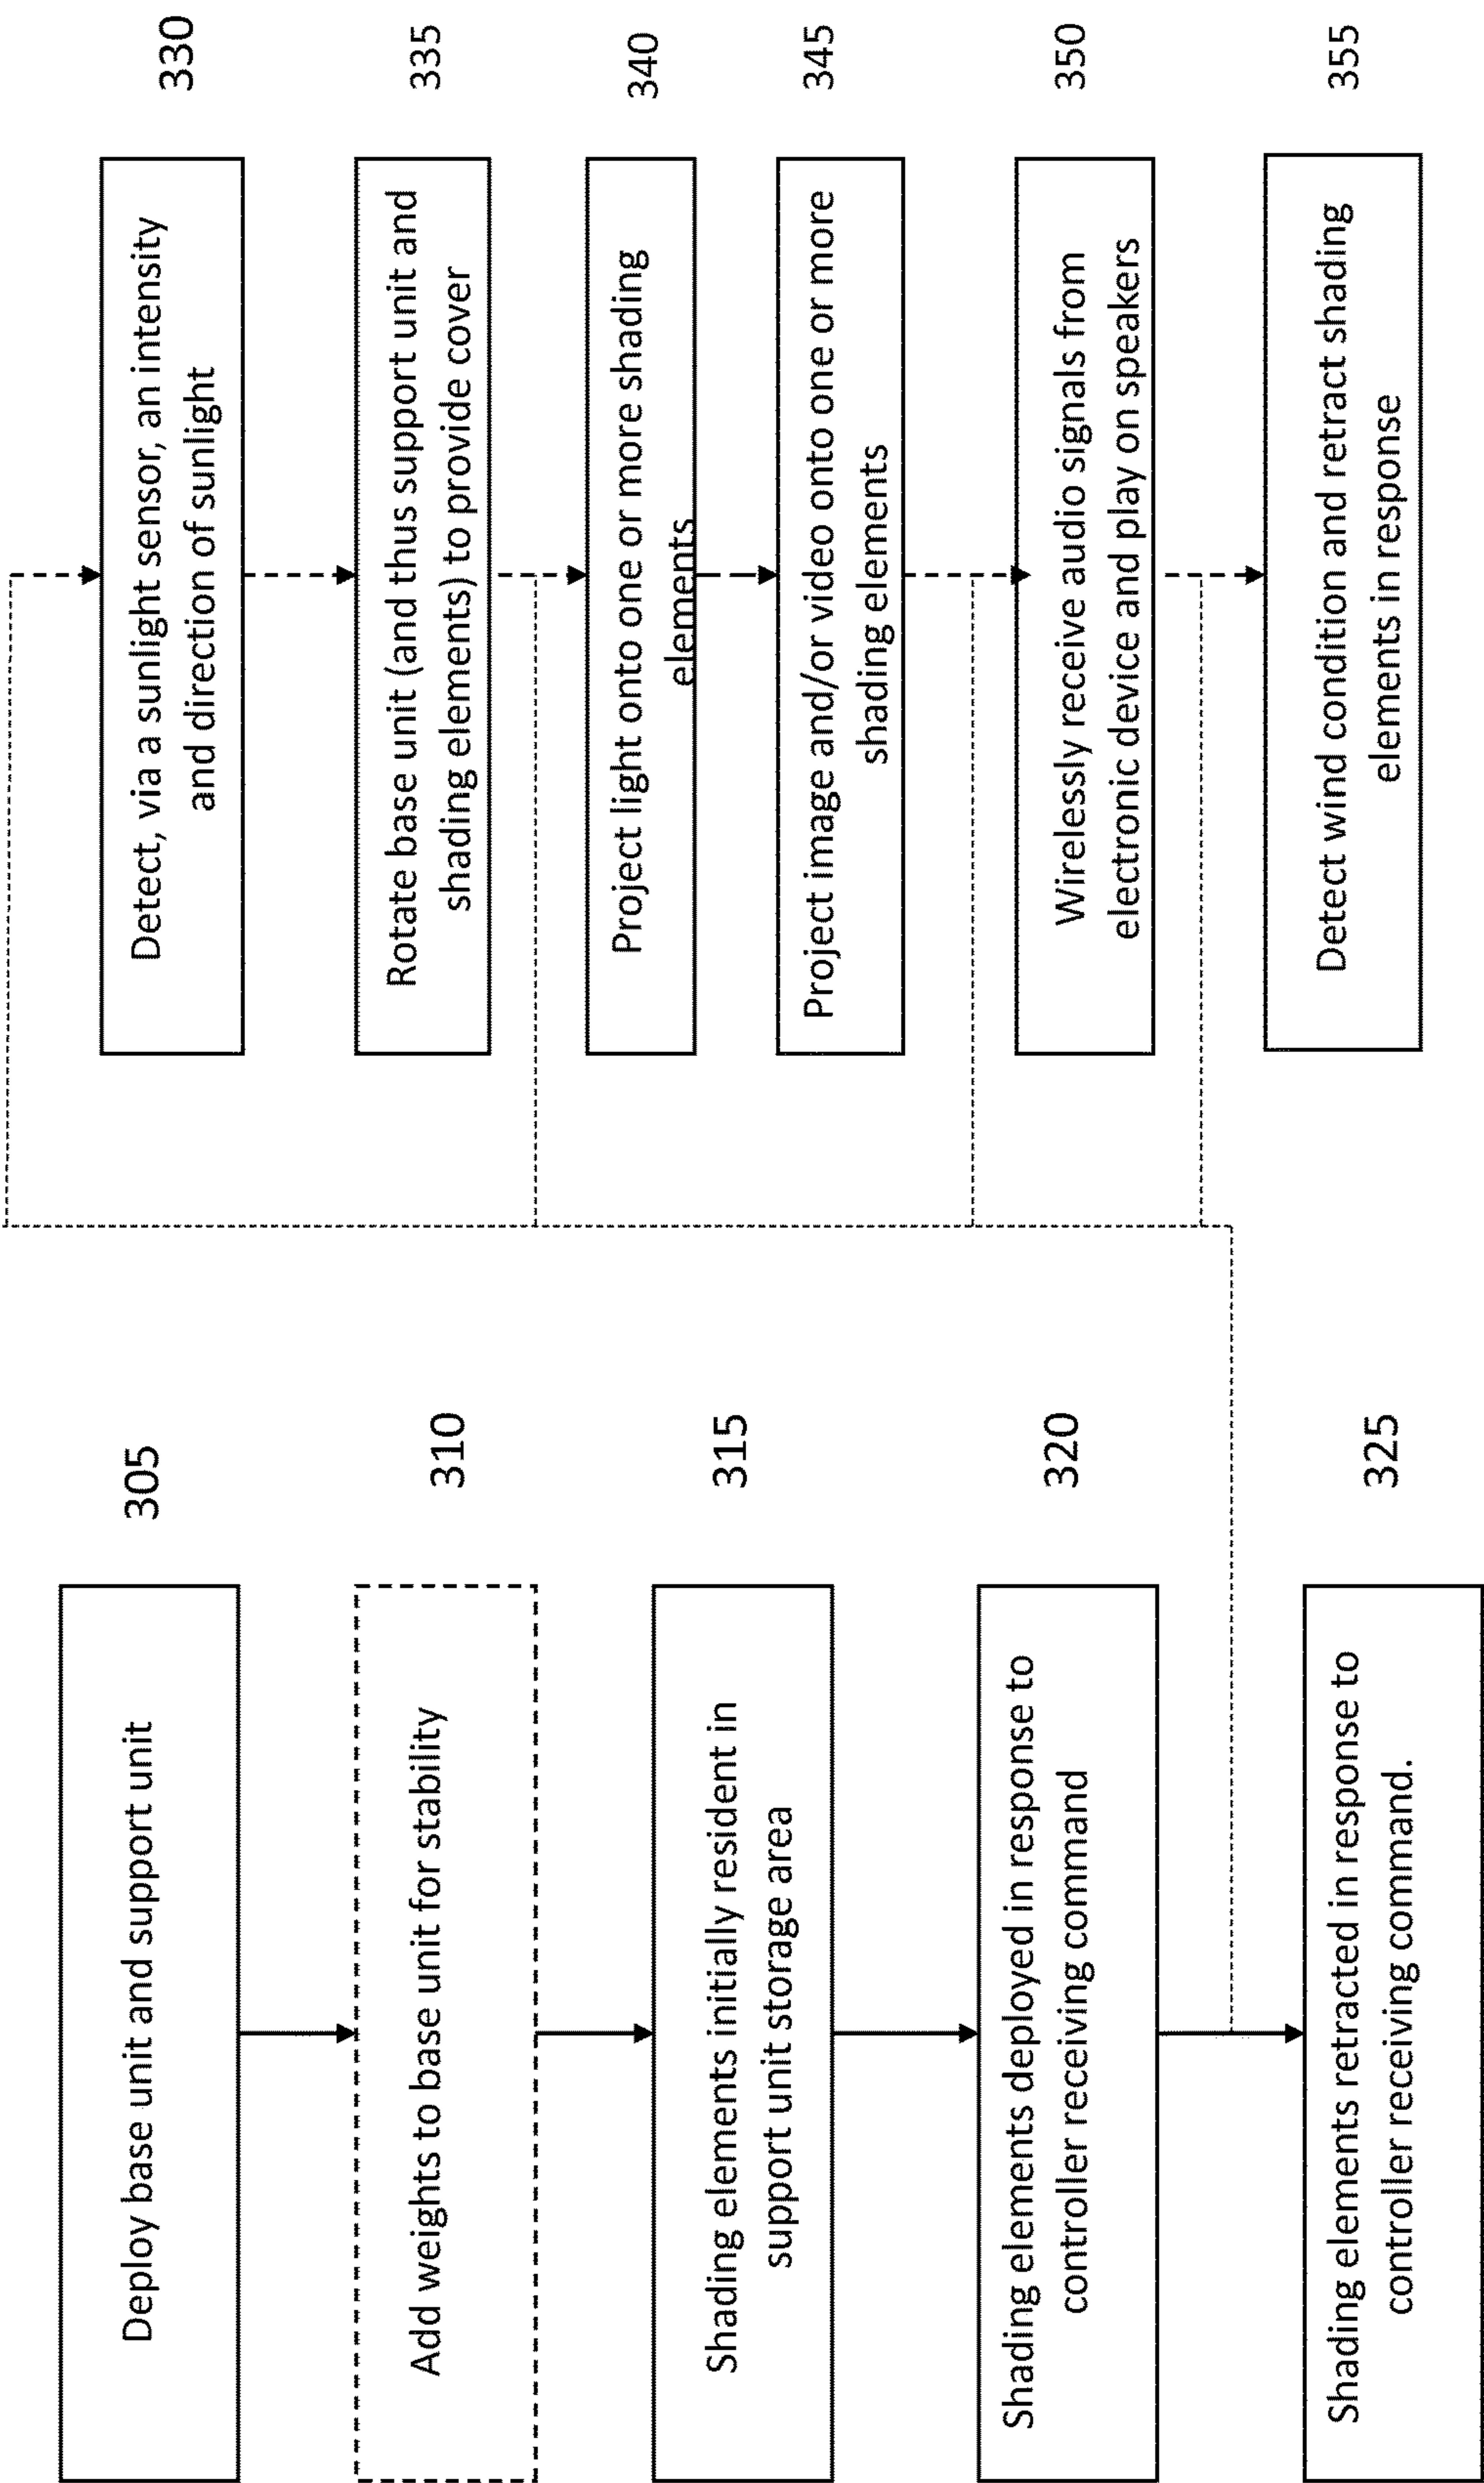 305
Deploy base unit and support unit
310
Add weights to base unit for stability
315
Shading elements initially resident in
support unit storage area
320
Shading elements deployed in response to
controller receiving command
325
Shading elements retracted in response to
controller receiving command.
330
Detect, via a sunlight sensor, an intensity
and direction of sunlight
335
Rotate base unit (and thus support unit and
shading elements) to provide cover
340
Project light onto one or more shading
elements
345
Project image and/or video onto one or more
shading elements
350
Wirelessly receive audio signals from
electronic device and play on speakers
355
Detect wind condition and retract shading
elements in response